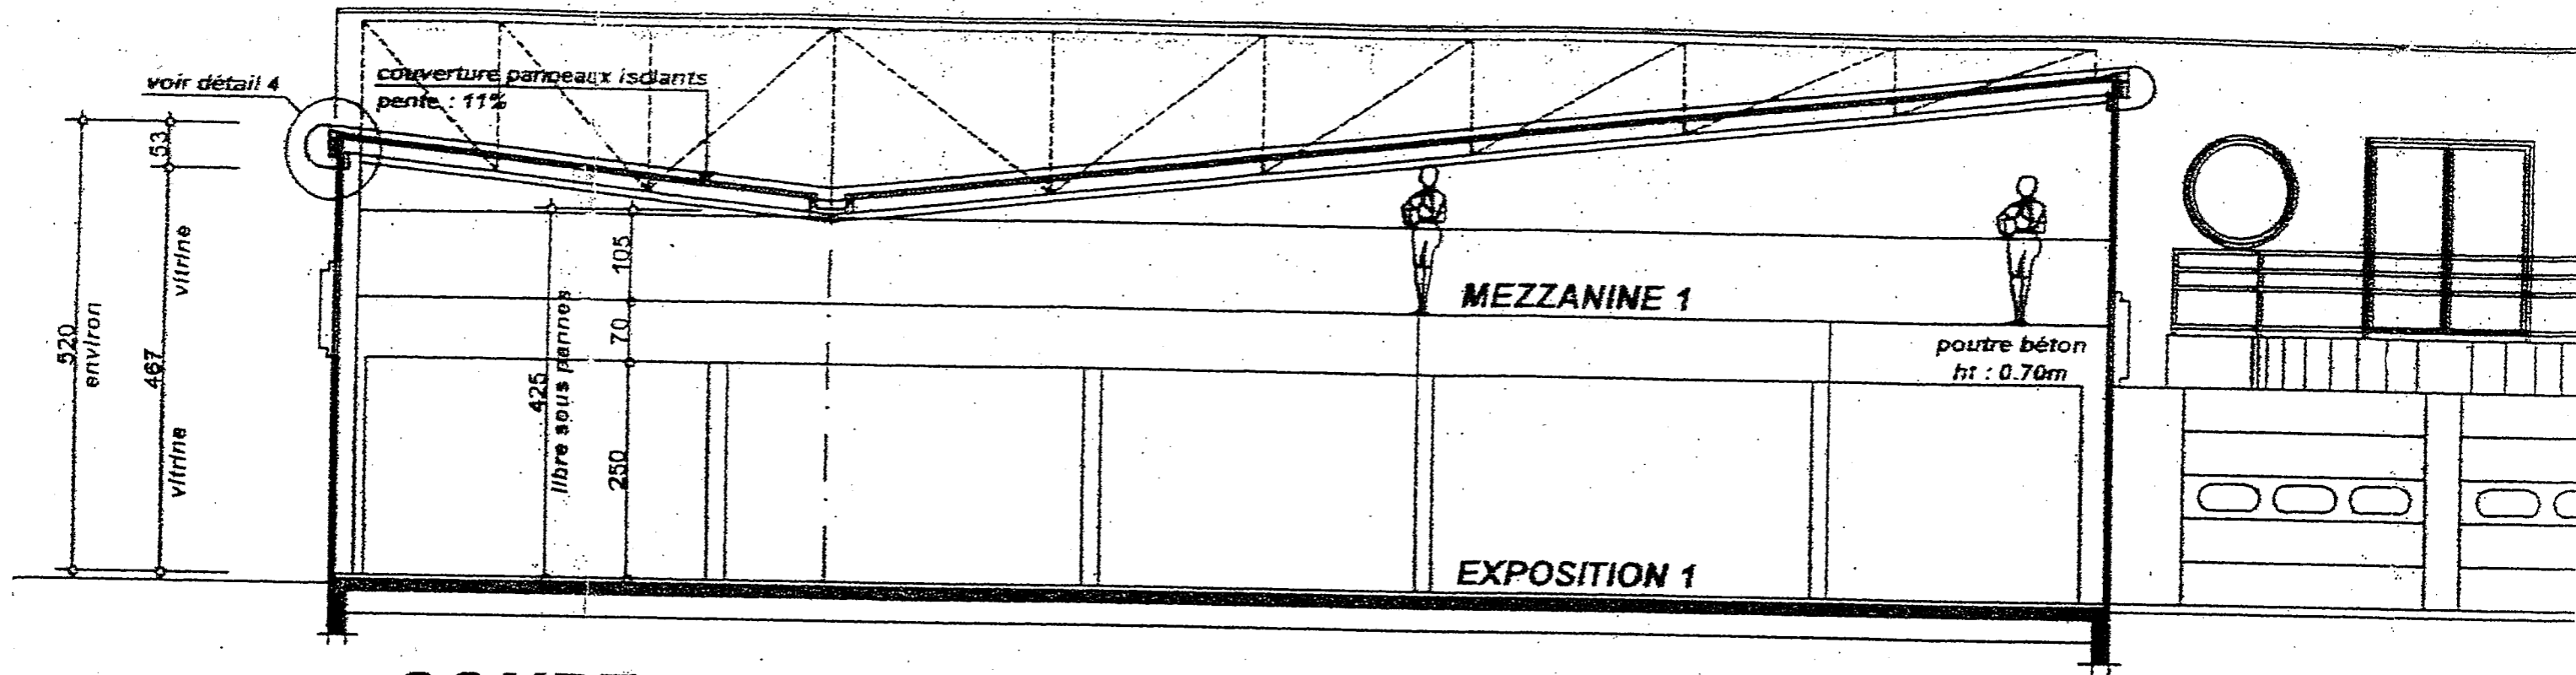 voir détail 4
couverture panneaux isolants
pente : 11%
53
vitrine
105
libre sous pannes
MEZZANINE 1
70
520
environ
467
425
poutre béton
ht : 0.70m
vitrine
250
EXPOSITION 1